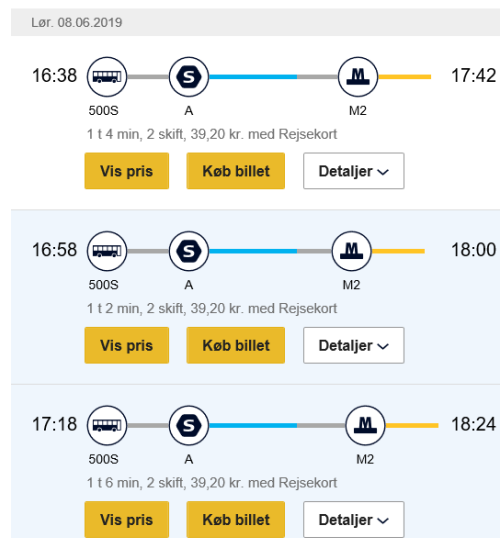 Lør. 08.06.2019
16:38 S M 17:42
500S A M2
1 t 4 min, 2 skift, 39,20 kr. med Rejsekort
Vis pris Køb billet Detaljer
16:58 S M 18:00
500S A M2
1 t 2 min, 2 skift, 39,20 kr. med Rejsekort
Vis pris Køb billet Detaljer
17:18 S M 18:24
500S A M2
1 t 6 min, 2 skift, 39,20 kr. med Rejsekort
Vis pris Køb billet Detaljer